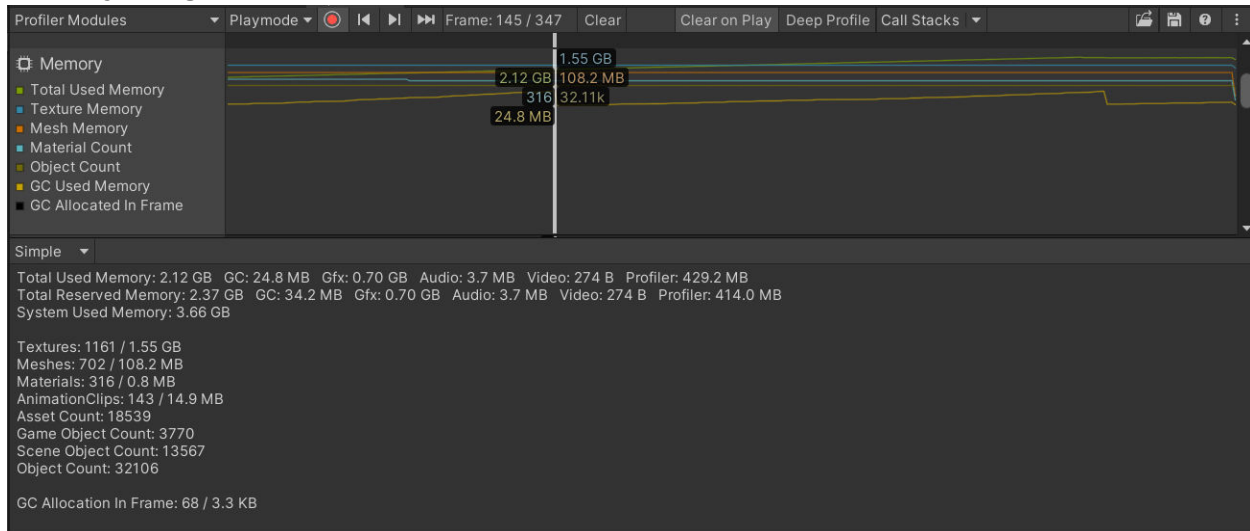 Profiler Modules Playmode Frame: 145 / 347 Clear Clear on Play Deep Profile Call Stacks
Memory
Total Used Memory
Texture Memory
Mesh Memory
Material Count
Object Count
GC Used Memory
GC Allocated In Frame
1.55 GB
2.12 GB 108.2 MB
316 32.11k
24.8 MB
Simple
Total Used Memory: 2.12 GB GC: 24.8 MB Gfx: 0.70 GB Audio: 3.7 MB Video: 274 B Profiler: 429.2 MB
Total Reserved Memory: 2.37 GB GC: 34.2 MB Gfx: 0.70 GB Audio: 3.7 MB Video: 274 B Profiler: 414.0 MB
System Used Memory: 3.66 GB
Textures: 1161 / 1.55 GB
Meshes: 702 / 108.2 MB
Materials: 316 / 0.8 MB
AnimationClips: 143 / 14.9 MB
Asset Count: 18539
Game Object Count: 3770
Scene Object Count: 13567
Object Count: 32106
GC Allocation In Frame: 68 / 3.3 KB